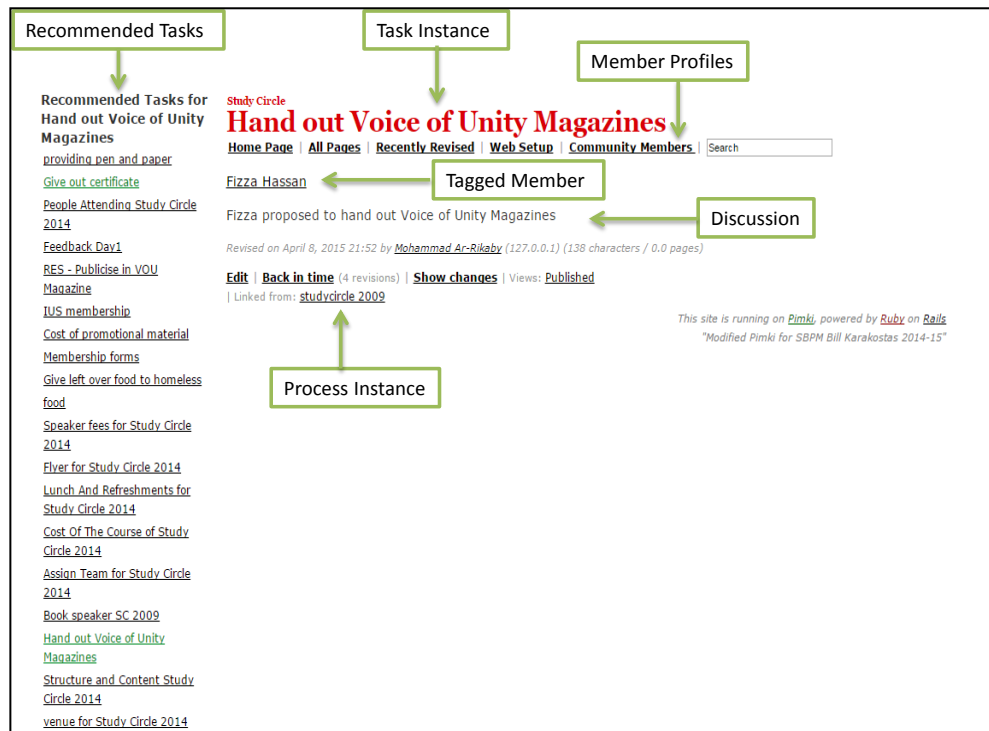 Recommended Tasks
Task Instance
Member Profiles
Recommended Tasks for
Hand out Voice of Unity
Magazines
providing pen and paper
Give out certificate
People Attending Study Circle
2014
Feedback Day1
RES - Publicise in VOU
Magazine
IUS membership
Cost of promotional material
Membership forms
Give left over food to homeless
food
Speaker fees for Study Circle
2014
Flyer for Study Circle 2014
Lunch And Refreshments for
Study Circle 2014
Cost Of The Course of Study
Circle 2014
Assign Team for Study Circle
2014
Book speaker SC 2009
Hand out Voice of Unity
Magazines
Structure and Content Study
Circle 2014
venue for Study Circle 2014
Study Circle
Hand out Voice of Unity Magazines
Home Page | All Pages | Recently Revised | Web Setup | Community Members | Search
Fizza Hassan
Tagged Member
Fizza proposed to hand out Voice of Unity Magazines
Discussion
Revised on April 8, 2015 21:52 by Mohammad Ar-Rikaby (127.0.0.1) (138 characters / 0.0 pages)
Edit | Back in time (4 revisions) | Show changes | Views: Published
| Linked from: studycircle 2009
This site is running on Pimki, powered by Ruby on Rails
"Modified Pimki for SBPM Bill Karakostas 2014-15"
Process Instance